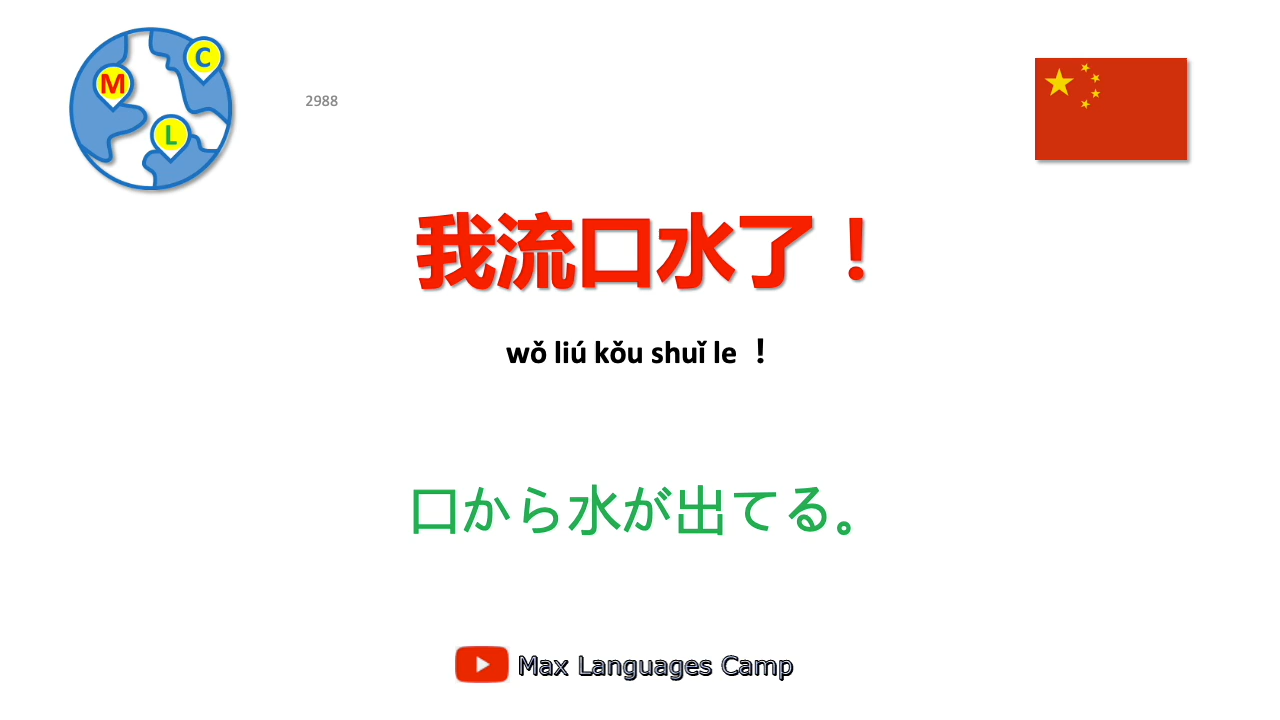 M
C
L
2988
我流口水了！
wǒ liú kǒu shuǐ le ！
口から水が出てる。
Max Languages Camp